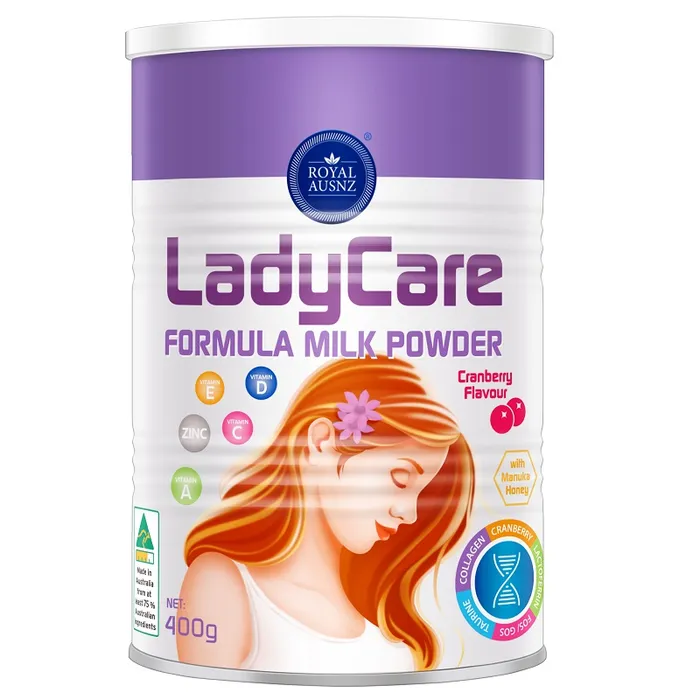 ROYAL
AUSNZ
®
LadyCare
FORMULA MILK POWDER
Cranberry
Flavour
VITAMIN
E
VITAMIN
D
ZINC
VITAMIN
C
VITAMIN
A
with
Manuka
Honey
COLLAGEN
CRANBERRY
LACTOFERRIN
FOS/GOS
TAURINE
Made in
Australia
from at
least 75 %
Australian
ingredients
NET:
400g